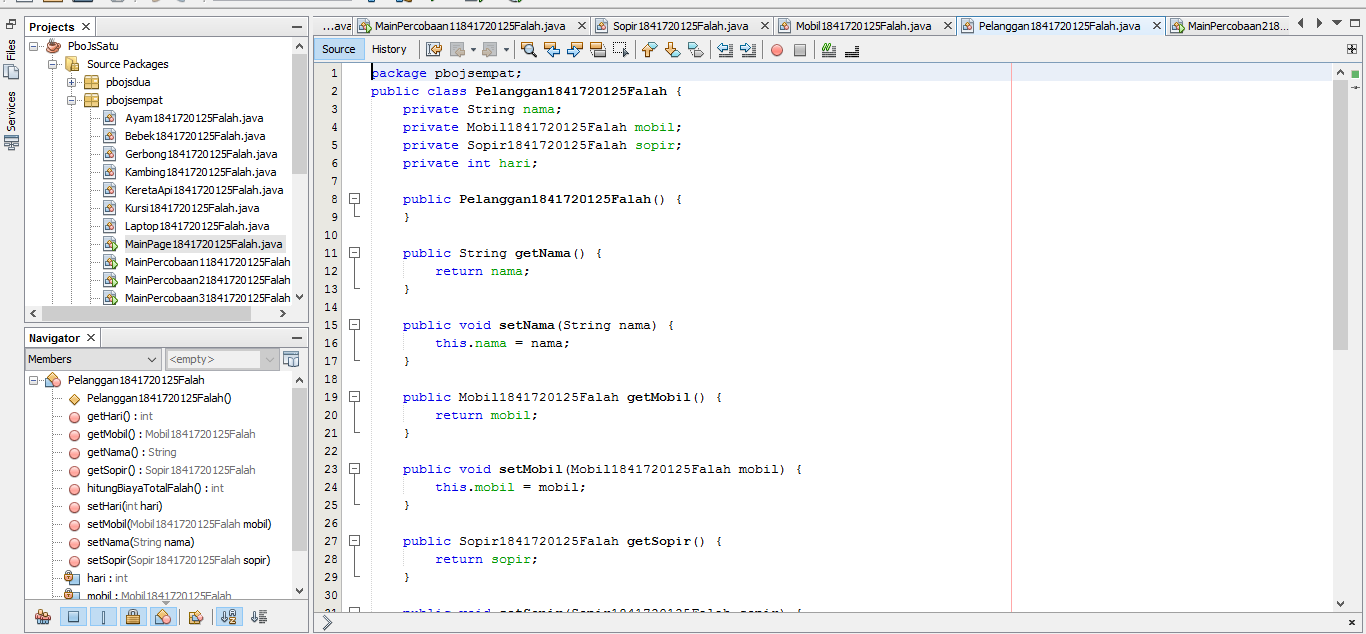 Projects
Files
Services
PboJsSatu
Source Packages
pbojsdua
pbojsempat
Ayam1841720125Falah.java
Bebek1841720125Falah.java
Gerbong1841720125Falah.java
Kambing1841720125Falah.java
KeretaApi1841720125Falah.java
Kursi1841720125Falah.java
Laptop1841720125Falah.java
MainPage1841720125Falah.java
MainPercobaan11841720125Falah
MainPercobaan21841720125Falah
MainPercobaan31841720125Falah
Navigator
Members
<empty>
Pelanggan1841720125Falah
Pelanggan1841720125Falah()
getHari() : int
getMobil() : Mobil1841720125Falah
getNama() : String
getSopir() : Sopir1841720125Falah
hitungBiayaTotalFalah() : int
setHari(int hari)
setMobil(Mobil1841720125Falah mobil)
setNama(String nama)
setSopir(Sopir1841720125Falah sopir)
hari : int
mobil : Mobil1841720125Falah
...ava MainPercobaan11841720125Falah.java Sopir1841720125Falah.java Mobil1841720125Falah.java Pelanggan1841720125Falah.java MainPercobaan218...
Source History
1 package pbojsempat;
2 public class Pelanggan1841720125Falah {
3 private String nama;
4 private Mobil1841720125Falah mobil;
5 private Sopir1841720125Falah sopir;
6 private int hari;
7
8 public Pelanggan1841720125Falah() {
9 }
10
11 public String getNama() {
12 return nama;
13 }
14
15 public void setNama(String nama) {
16 this.nama = nama;
17 }
18
19 public Mobil1841720125Falah getMobil() {
20 return mobil;
21 }
22
23 public void setMobil(Mobil1841720125Falah mobil) {
24 this.mobil = mobil;
25 }
26
27 public Sopir1841720125Falah getSopir() {
28 return sopir;
29 }
30
31 public void setSopir(Sopir1841720125Falah sopir) {